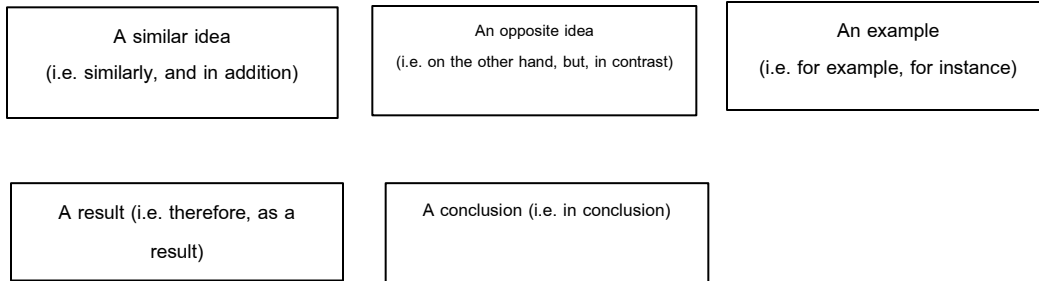 A similar idea
(i.e. similarly, and in addition)
An opposite idea
(i.e. on the other hand, but, in contrast)
An example
(i.e. for example, for instance)
A result (i.e. therefore, as a
result)
A conclusion (i.e. in conclusion)